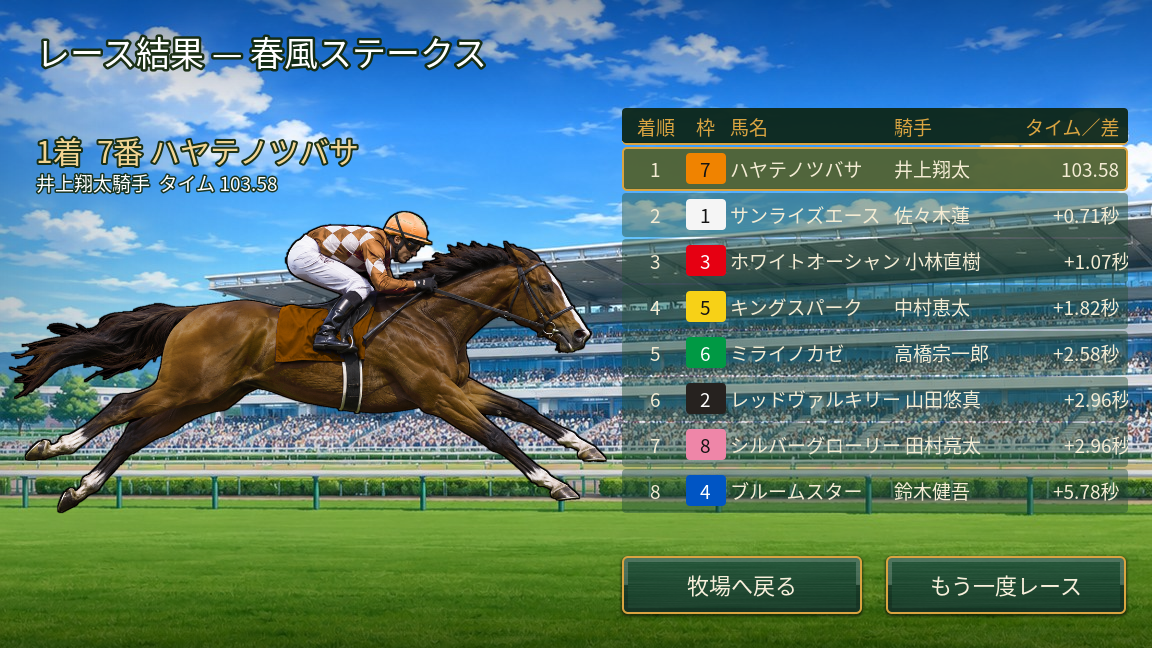 レース結果 — 春風ステークス
1着 7番 ハヤテノツバサ
井上翔太騎手 タイム 103.58
着順 枠 馬名 騎手 タイム／差
1 7 ハヤテノツバサ 井上翔太 103.58
2 1 サンライズエース 佐々木蓮 +0.71秒
3 3 ホワイトオーシャン 小林直樹 +1.07秒
4 5 キングスパーク 中村恵太 +1.82秒
5 6 ミライノカゼ 高橋宗一郎 +2.58秒
6 2 レッドヴァルキリー 山田悠真 +2.96秒
7 8 シルバーグローリー 田村亮太 +2.96秒
8 4 ブルームスター 鈴木健吾 +5.78秒
牧場へ戻る もう一度レース